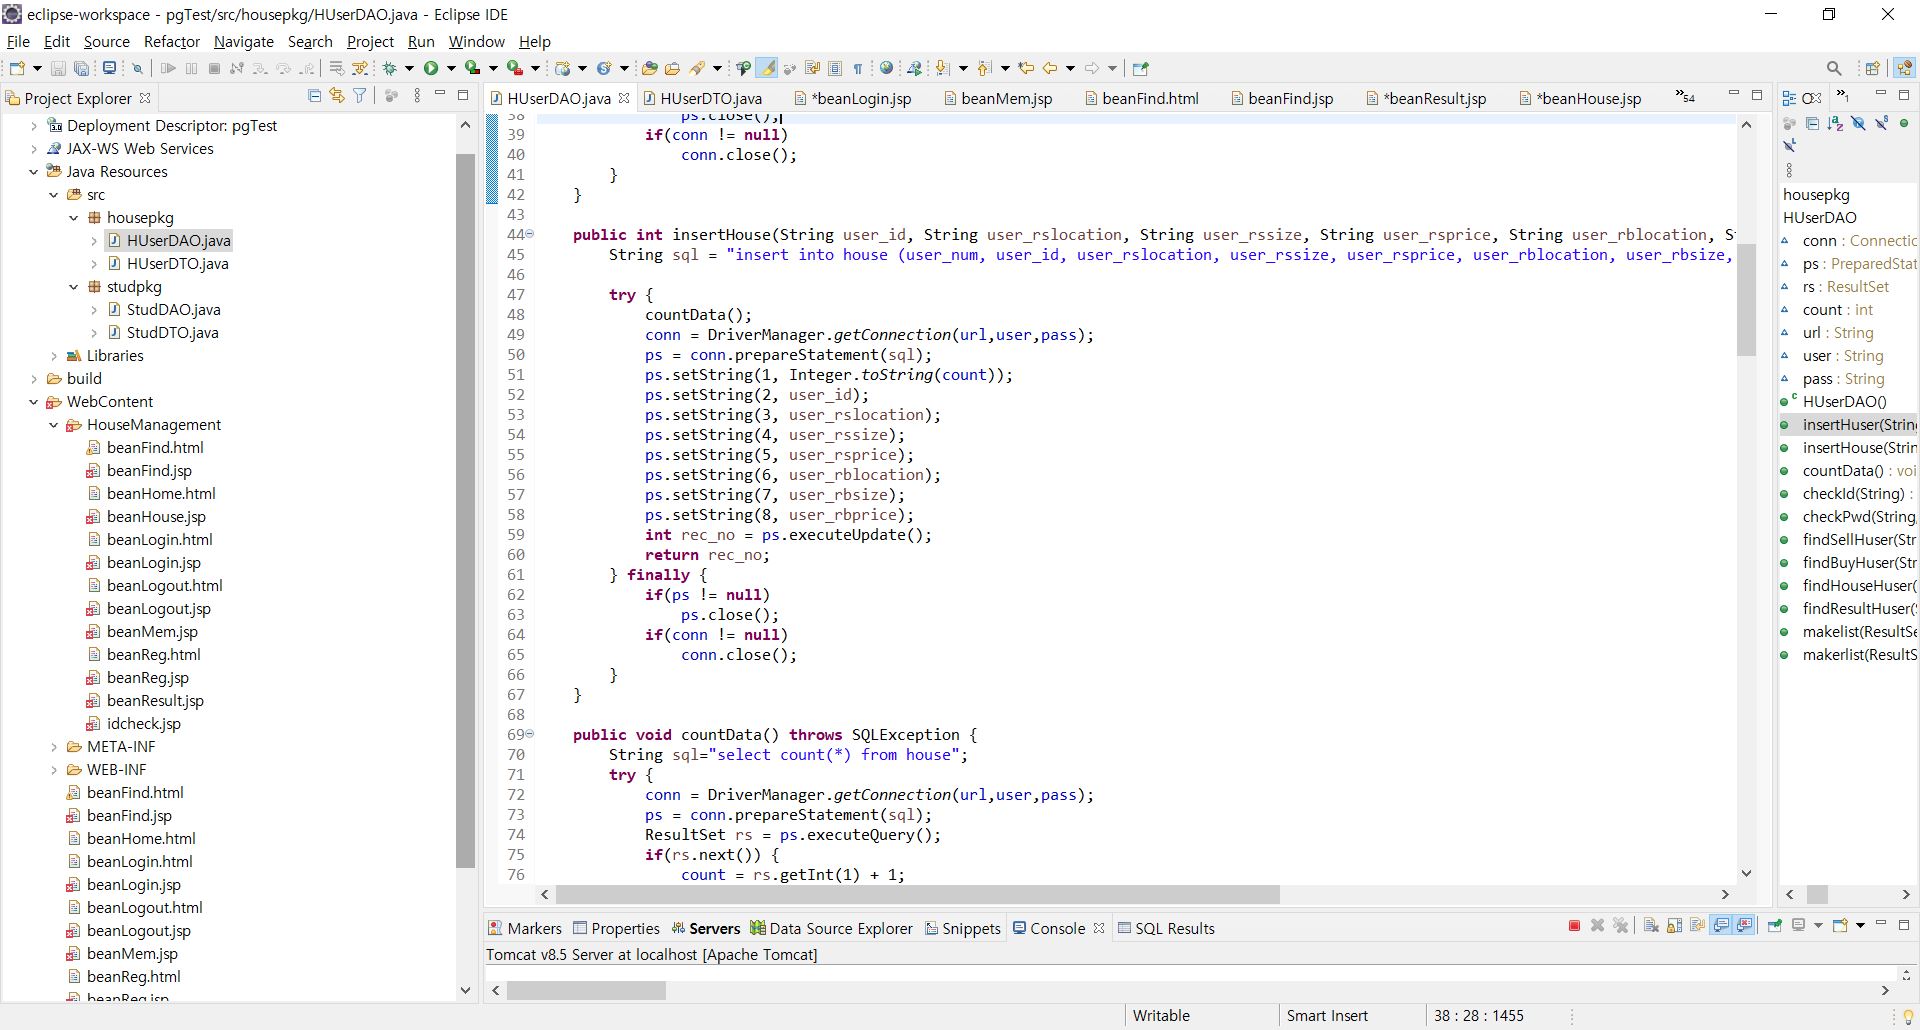 eclipse-workspace - pgTest/src/housepkg/HUserDAO.java - Eclipse IDE
File Edit Source Refactor Navigate Search Project Run Window Help
Project Explorer
Deployment Descriptor: pgTest
JAX-WS Web Services
Java Resources
src
housepkg
HUserDAO.java
HUserDTO.java
studpkg
StudDAO.java
StudDTO.java
Libraries
build
WebContent
HouseManagement
beanFind.html
beanFind.jsp
beanHome.html
beanHouse.jsp
beanLogin.html
beanLogin.jsp
beanLogout.html
beanLogout.jsp
beanMem.jsp
beanReg.html
beanReg.jsp
beanResult.jsp
idcheck.jsp
META-INF
WEB-INF
beanFind.html
beanFind.jsp
beanHome.html
beanLogin.html
beanLogin.jsp
beanLogout.html
beanLogout.jsp
beanMem.jsp
beanReg.html
beanReg.jsp
HUserDAO.java HUserDTO.java *beanLogin.jsp beanMem.jsp beanFind.html beanFind.jsp *beanResult.jsp *beanHouse.jsp »54
38 ps.close();
39 if(conn != null)
40 conn.close();
41 }
42 }
43
44 public int insertHouse(String user_id, String user_rslocation, String user_rssize, String user_rsprice, String user_rblocation, S
45 String sql = "insert into house (user_num, user_id, user_rslocation, user_rssize, user_rsprice, user_rblocation, user_rbsize,
46
47 try {
48 countData();
49 conn = DriverManager.getConnection(url,user,pass);
50 ps = conn.prepareStatement(sql);
51 ps.setString(1, Integer.toString(count));
52 ps.setString(2, user_id);
53 ps.setString(3, user_rslocation);
54 ps.setString(4, user_rssize);
55 ps.setString(5, user_rsprice);
56 ps.setString(6, user_rblocation);
57 ps.setString(7, user_rbsize);
58 ps.setString(8, user_rbprice);
59 int rec_no = ps.executeUpdate();
60 return rec_no;
61 } finally {
62 if(ps != null)
63 ps.close();
64 if(conn != null)
65 conn.close();
66 }
67 }
68
69 public void countData() throws SQLException {
70 String sql="select count(*) from house";
71 try {
72 conn = DriverManager.getConnection(url,user,pass);
73 ps = conn.prepareStatement(sql);
74 ResultSet rs = ps.executeQuery();
75 if(rs.next()) {
76 count = rs.getInt(1) + 1;
»1
housepkg
HUserDAO
conn : Connectic
ps : PreparedStat
rs : ResultSet
count : int
url : String
user : String
pass : String
HUserDAO()
insertHuser(String
insertHouse(Strin
countData() : voi
checkId(String) :
checkPwd(String,
findSellHuser(Str
findBuyHuser(Str
findHouseHuser(
findResultHuser(S
makelist(ResultSe
makerlist(ResultS
Markers Properties Servers Data Source Explorer Snippets Console SQL Results
Tomcat v8.5 Server at localhost [Apache Tomcat]
Writable Smart Insert 38 : 28 : 1455